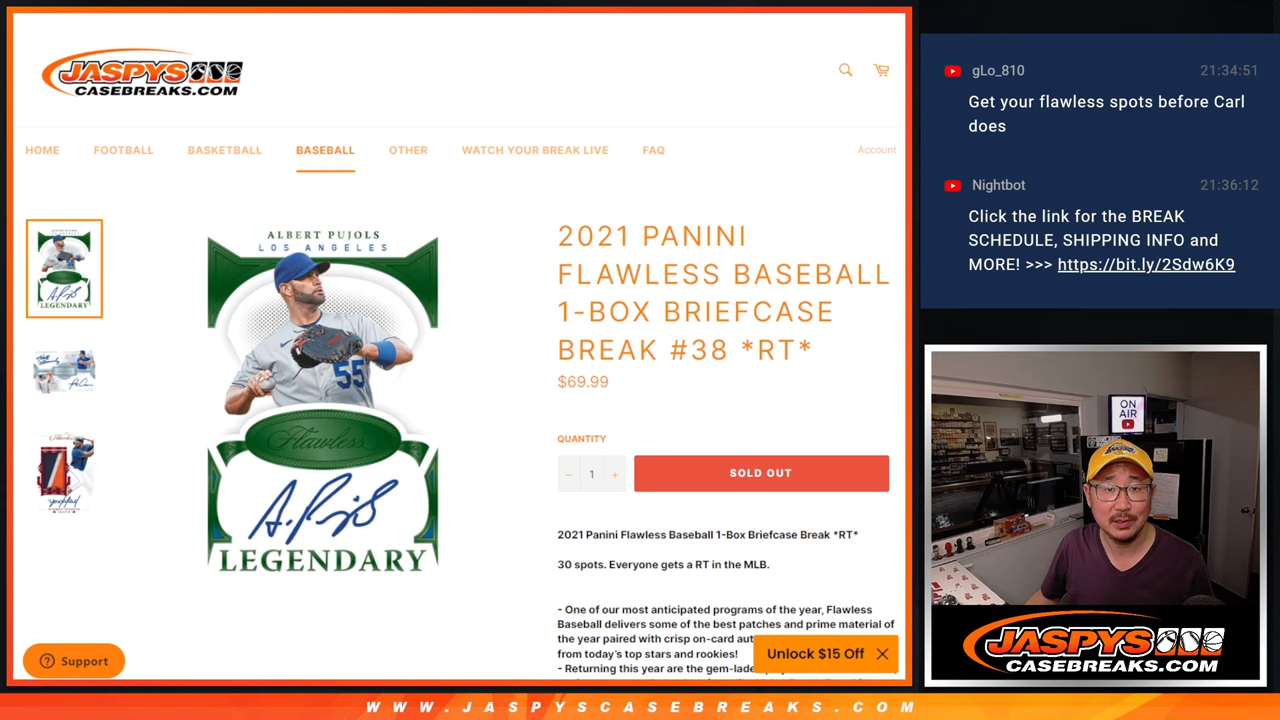 JASPYS
CASEBREAKS.COM
HOME FOOTBALL BASKETBALL BASEBALL OTHER WATCH YOUR BREAK LIVE FAQ Account
ALBERT PUJOLS
LOS ANGELES
55
Flawless
LEGENDARY
2021 PANINI
FLAWLESS BASEBALL
1-BOX BRIEFCASE
BREAK #38 *RT*
$69.99
QUANTITY
− 1 +
SOLD OUT
2021 Panini Flawless Baseball 1-Box Briefcase Break *RT*
30 spots. Everyone gets a RT in the MLB.
- One of our most anticipated programs of the year, Flawless
Baseball delivers some of the best patches and prime material of
the year paired with crisp on-card
from today's top stars and rookies!
- Returning this year are the
Support
Unlock $15 Off
gLo_810 21:34:51
Get your flawless spots before Carl
does
Nightbot 21:36:12
Click the link for the BREAK
SCHEDULE, SHIPPING INFO and
MORE! >>> https://bit.ly/2Sdw6K9
ON
AIR
JASPYS
CASEBREAKS.COM
WWW.JASPYSCASEBREAKS.COM